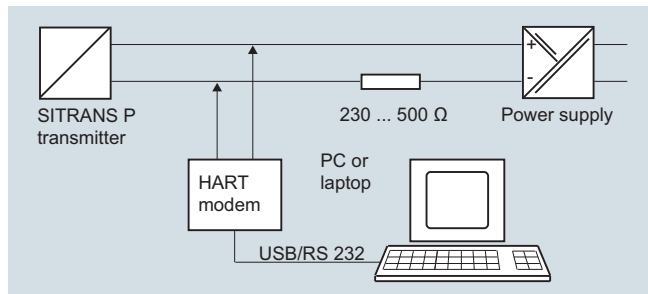 +
-
SITRANS P
transmitter
230 ... 500 Ω
Power supply
PC or
laptop
HART
modem
USB/RS 232